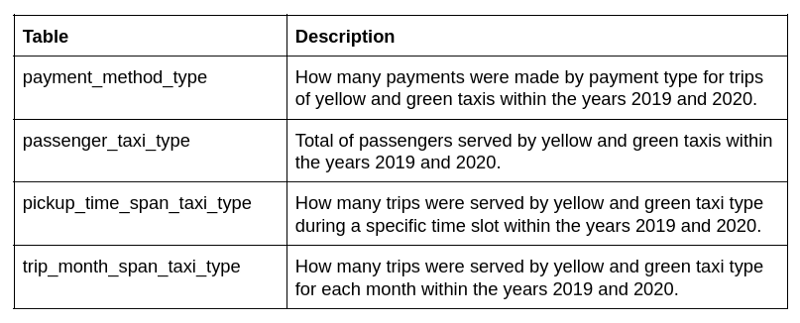 Table Description
payment_method_type How many payments were made by payment type for trips
of yellow and green taxis within the years 2019 and 2020.
passenger_taxi_type Total of passengers served by yellow and green taxis within
the years 2019 and 2020.
pickup_time_span_taxi_type How many trips were served by yellow and green taxi type
during a specific time slot within the years 2019 and 2020.
trip_month_span_taxi_type How many trips were served by yellow and green taxi type
for each month within the years 2019 and 2020.